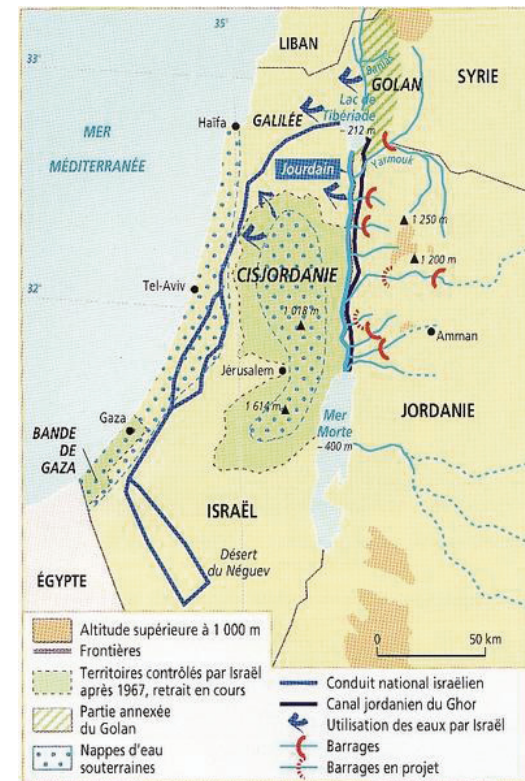 35°
33°
LIBAN
SYRIE
Banias
GOLAN
Lac de
Tibériade
– 212 m
GALILÉE
Haïfa
MER
MÉDITERRANÉE
Yarmouk
Jourdain
1 250 m
1 200 m
CISJORDANIE
32°
Tel-Aviv
1 018 m
Amman
Jérusalem
1 614 m
Gaza
BANDE
DE
GAZA
Mer
Morte
– 400 m
JORDANIE
ISRAËL
Désert
du Néguev
ÉGYPTE
0 50 km
Altitude supérieure à 1 000 m
Frontières
Territoires contrôlés par Israël
après 1967, retrait en cours
Partie annexée
du Golan
Nappes d'eau
souterraines
Conduit national israélien
Canal jordanien du Ghor
Utilisation des eaux par Israël
Barrages
Barrages en projet